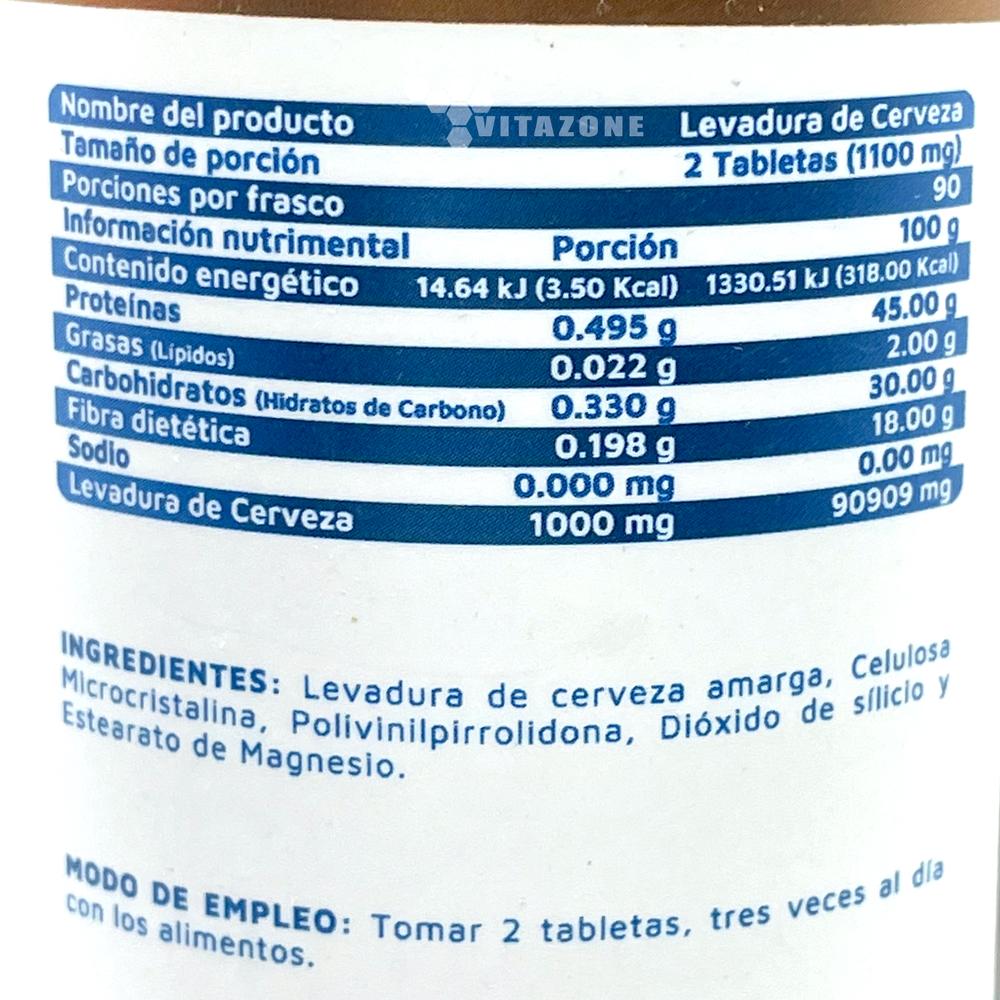 Nombre del producto Levadura de Cerveza
VITAZONE
Tamaño de porción 2 Tabletas (1100 mg)
Porciones por frasco 90
Información nutrimental Porción 100 g
Contenido energético 14.64 kJ (3.50 Kcal) 1330.51 kJ (318.00 Kcal)
Proteínas 0.495 g 45.00 g
Grasas (Lípidos) 0.022 g 2.00 g
Carbohidratos (Hidratos de Carbono) 0.330 g 30.00 g
Fibra dietética 0.198 g 18.00 g
Sodio 0.000 mg 0.00 mg
Levadura de Cerveza 1000 mg 90909 mg
INGREDIENTES: Levadura de cerveza amarga, Celulosa
Microcristalina, Polivinilpirrolidona, Dióxido de sílicio y
Estearato de Magnesio.
MODO DE EMPLEO: Tomar 2 tabletas, tres veces al día
con los alimentos.